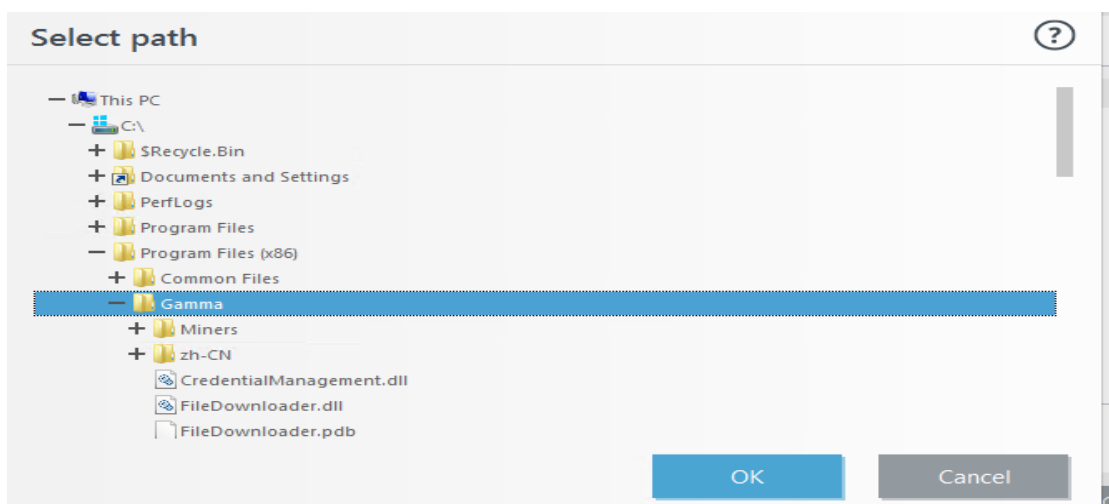 Select path
?
This PC
C:\
$Recycle.Bin
Documents and Settings
PerfLogs
Program Files
Program Files (x86)
Common Files
Gamma
Miners
zh-CN
CredentialManagement.dll
FileDownloader.dll
FileDownloader.pdb
OK Cancel